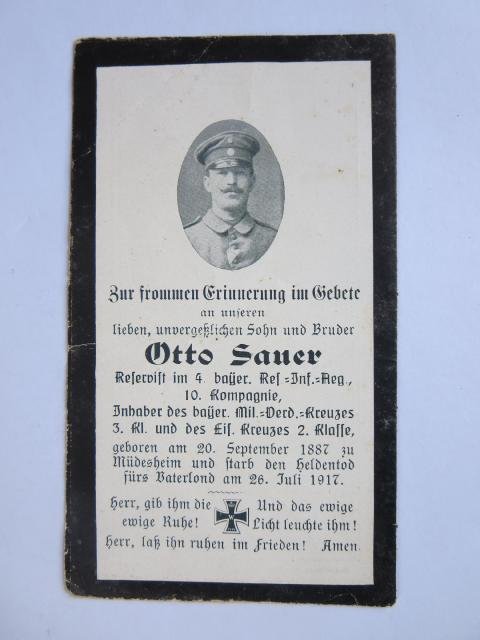 Zur frommen Erinnerung im Gebete
an unseren
lieben, unvergeßlichen Sohn und Bruder
Otto Sauer
Reservist im 4. bayer. Res.-Inf.-Reg.,
10. Kompagnie,
Inhaber des bayer. Mil.-Verd.-Kreuzes
3. Kl. und des Eis. Kreuzes 2. Klasse,
geboren am 20. September 1887 zu
Müdesheim und starb den Heldentod
fürs Vaterlond am 26. Juli 1917.
Herr, gib ihm die Und das ewige
ewige Ruhe! Licht leuchte ihm!
Herr, laß ihn ruhen im Frieden! Amen.